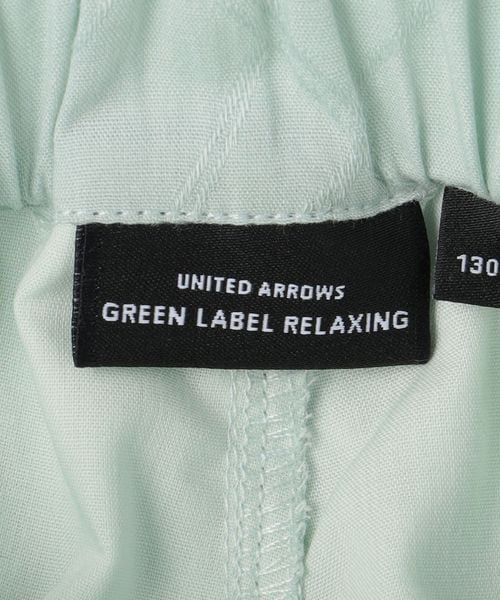 UNITED ARROWS
GREEN LABEL RELAXING
130